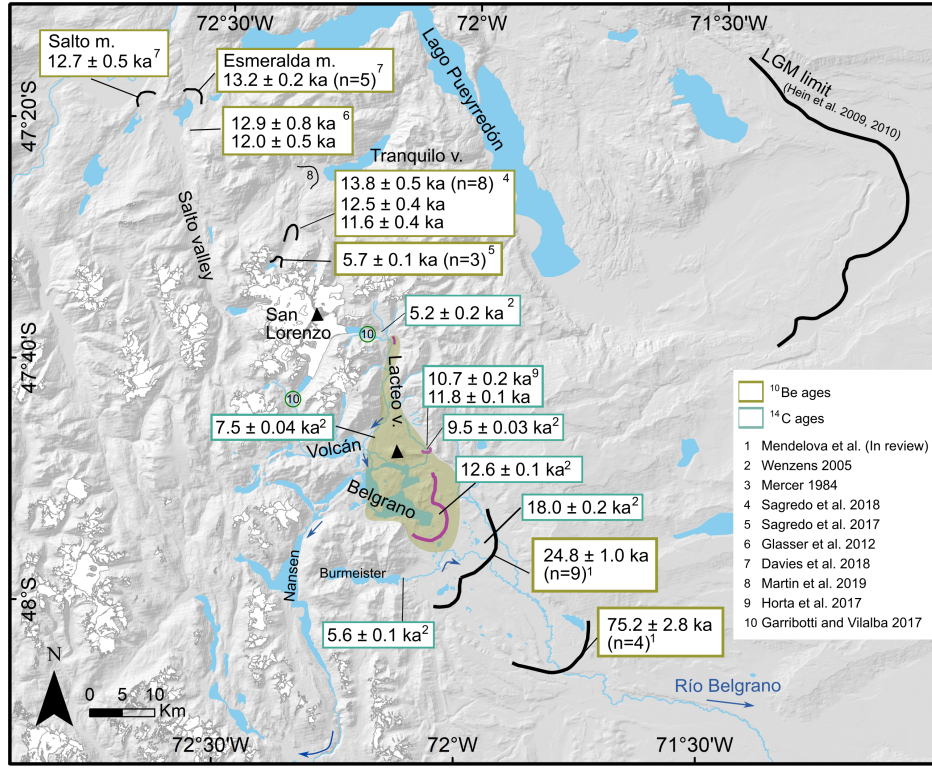 72°30'W
72°W
71°30'W
Salto m.
12.7 ± 0.5 ka7
Esmeralda m.
13.2 ± 0.2 ka (n=5)7
Lago Pueyrredón
LGM limit
(Hein et al. 2009, 2010)
47°20'S
12.9 ± 0.8 ka 6
12.0 ± 0.5 ka
Tranquilo v.
8
13.8 ± 0.5 ka (n=8) 4
12.5 ± 0.4 ka
11.6 ± 0.4 ka
Salto valley
5.7 ± 0.1 ka (n=3)5
San
Lorenzo
10
5.2 ± 0.2 ka 2
47°40'S
Lacteo v.
10.7 ± 0.2 ka9
11.8 ± 0.1 ka
10
7.5 ± 0.04 ka2
9.5 ± 0.03 ka2
Volcán
12.6 ± 0.1 ka2
Belgrano
18.0 ± 0.2 ka2
24.8 ± 1.0 ka
(n=9)1
Nansen
Burmeister
48°S
5.6 ± 0.1 ka2
75.2 ± 2.8 ka
(n=4)1
Río Belgrano
10Be ages
14C ages
1 Mendelova et al. (In review)
2 Wenzens 2005
3 Mercer 1984
4 Sagredo et al. 2018
5 Sagredo et al. 2017
6 Glasser et al. 2012
7 Davies et al. 2018
8 Martin et al. 2019
9 Horta et al. 2017
10 Garribotti and Vilalba 2017
N
0 5 10
Km
72°30'W
72°W
71°30'W